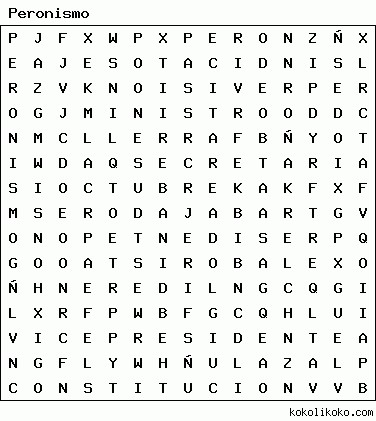 Peronismo
P J F X W P X P E R O N Z Ñ X
E A J E S O T A C I D N I S L
R Z V K N O I S I V E R P E R
O G J M I N I S T R O O D D C
N M C L L E R R A F B Ñ Y O T
I W D A Q S E C R E T A R I A
S I O C T U B R E K A K F X F
M S E R O D A J A B A R T G V
O N O P E T N E D I S E R P Q
G O O A T S I R O B A L E X O
Ñ H N E R E D I L N G C Q G I
L X R F P W B F G C Q H L U I
V I C E P R E S I D E N T E A
N G F L Y W H Ñ U L A Z A L P
C O N S T I T U C I O N V V B
kokolikoko.com